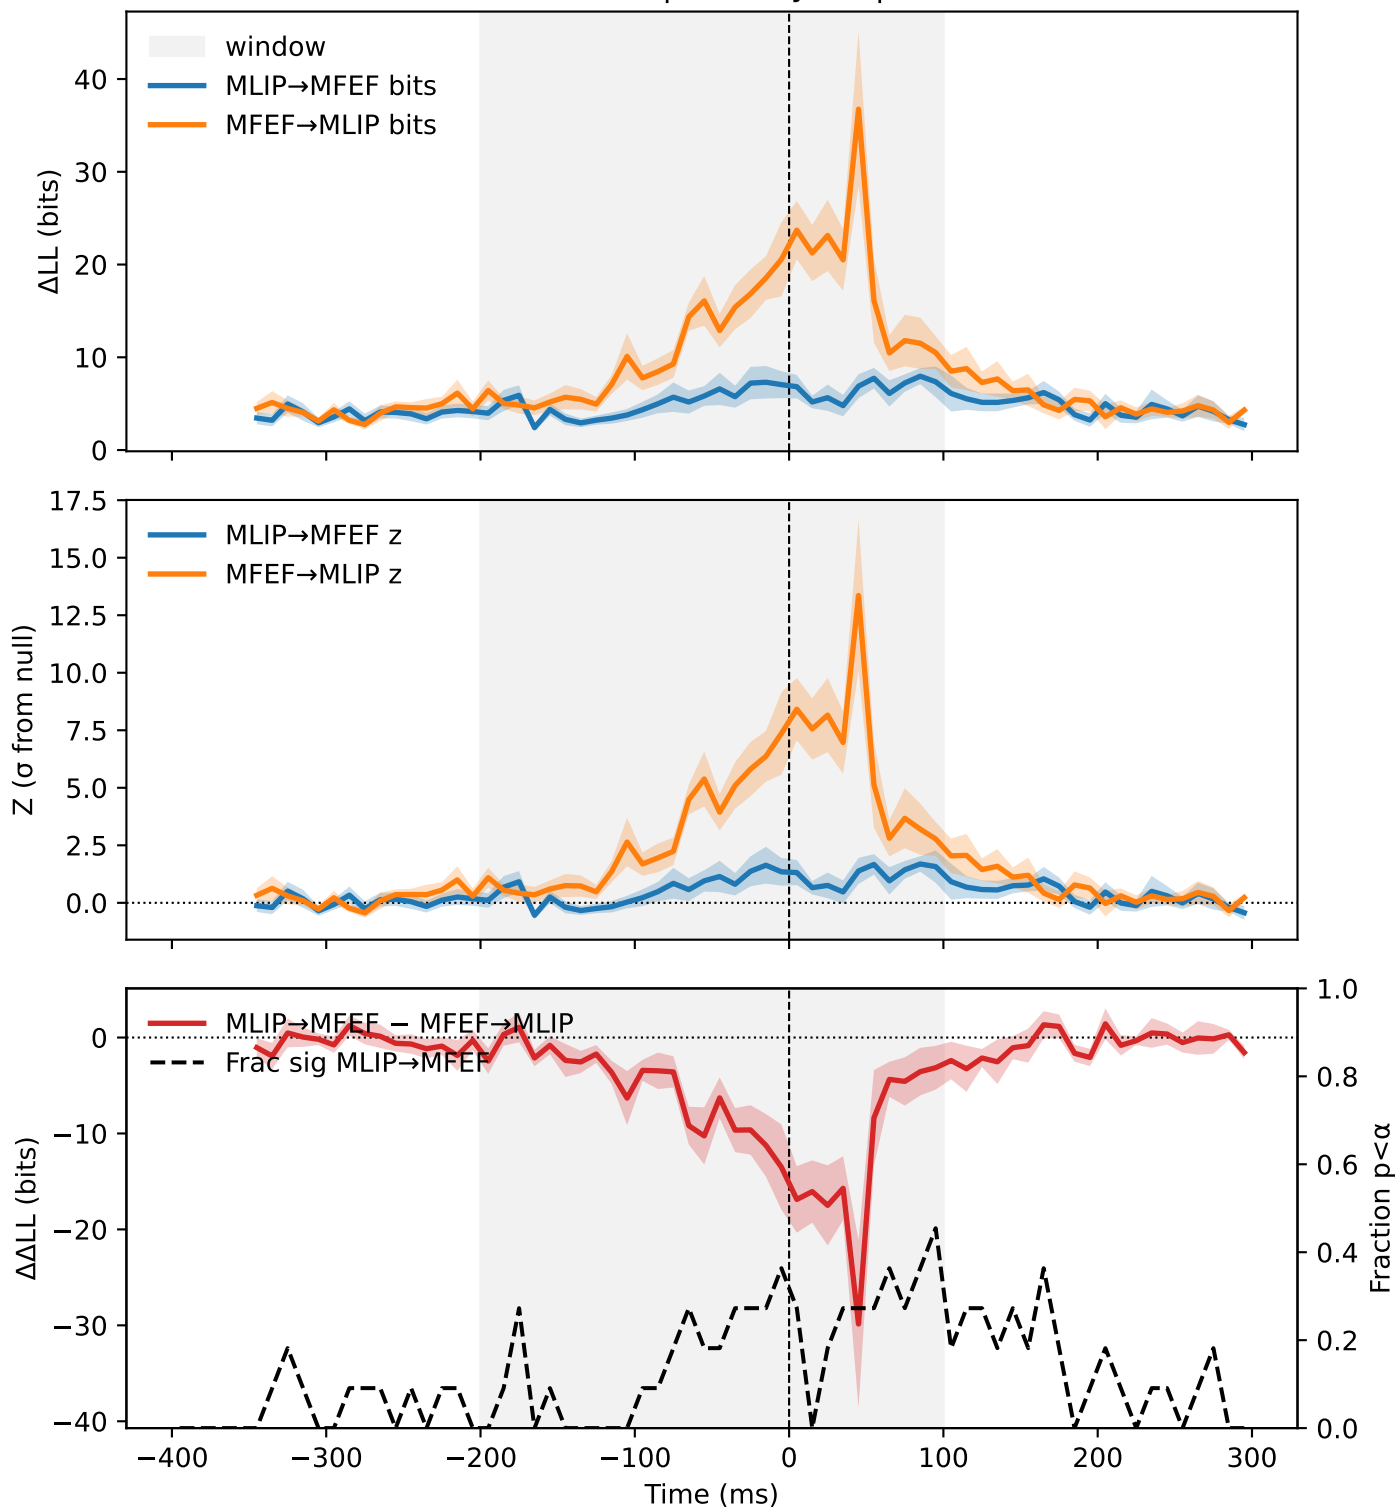 window
MLIP→MFEF bits
MFEF→MLIP bits
ΔLL (bits)
40
30
20
10
0
MLIP→MFEF z
MFEF→MLIP z
Z (σ from null)
17.5
15.0
12.5
10.0
7.5
5.0
2.5
0.0
MLIP→MFEF − MFEF→MLIP
Frac sig MLIP→MFEF
ΔΔLL (bits)
0
−10
−20
−30
−40
1.0
0.8
0.6
0.4
0.2
0.0
Fraction p<α
−400 −300 −200 −100 0 100 200 300
Time (ms)